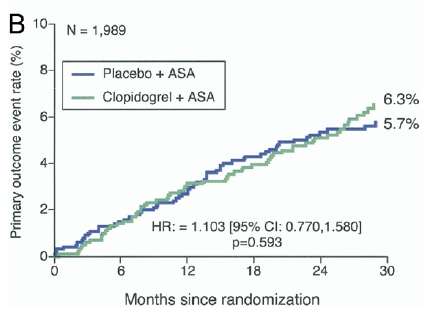 B
N = 1,989
Placebo + ASA
Clopidogrel + ASA
Primary outcome event rate (%)
10
8
6
4
2
0
6.3%
5.7%
HR: = 1.103 [95% CI: 0.770,1.580]
p=0.593
0 6 12 18 24 30
Months since randomization